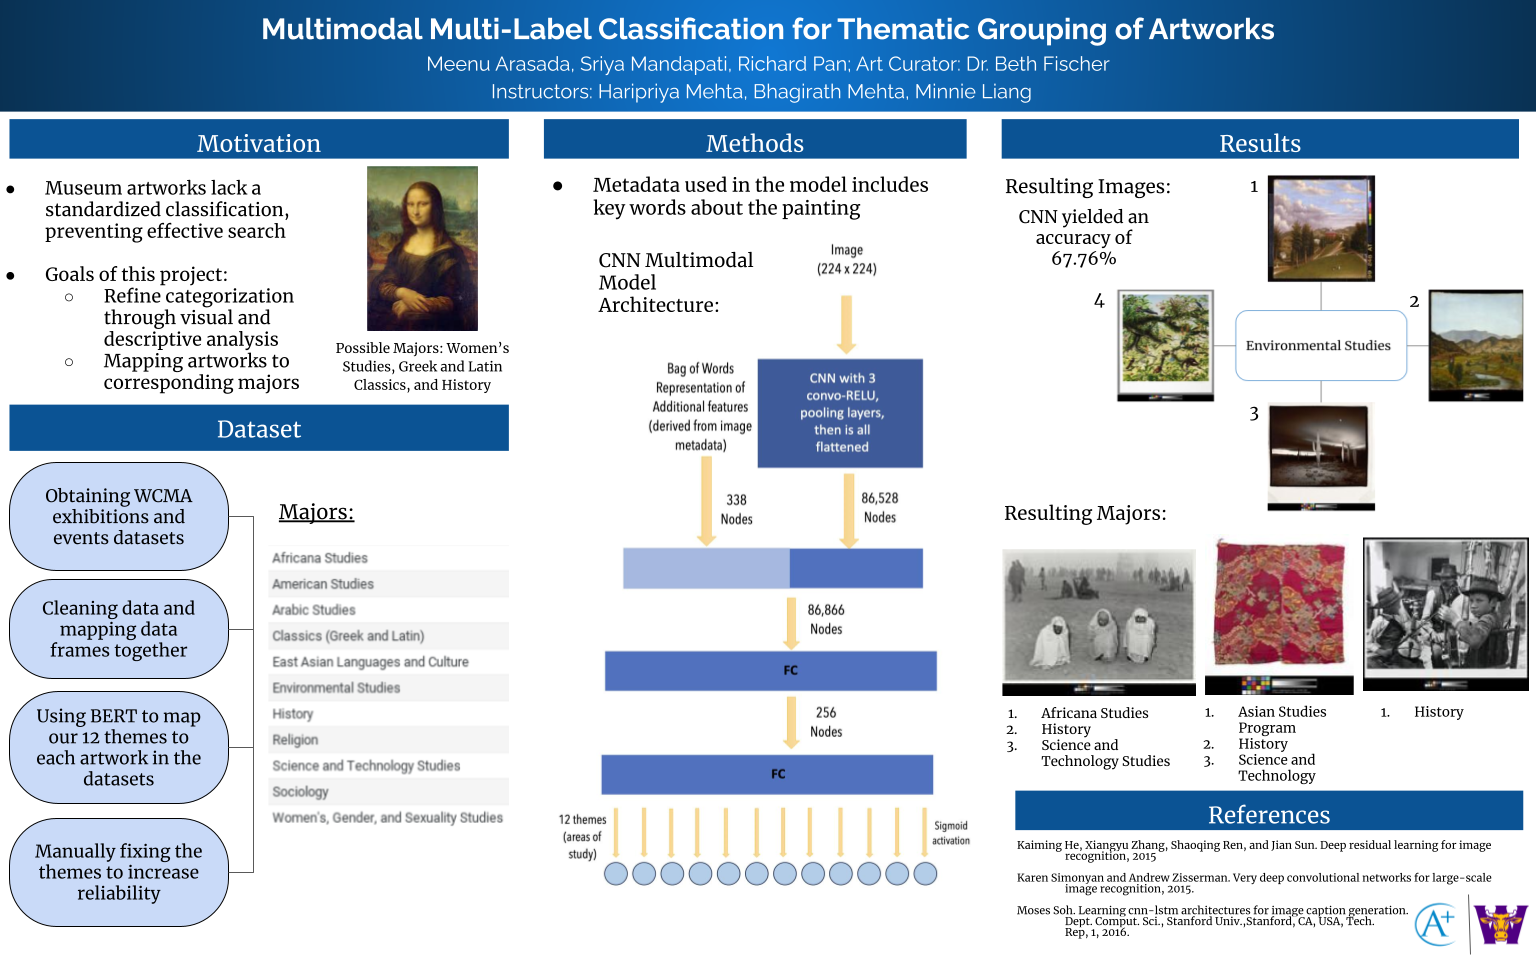 Multimodal Multi-Label Classification for Thematic Grouping of Artworks
Meenu Arasada, Sriya Mandapati, Richard Pan; Art Curator: Dr. Beth Fischer
Instructors: Haripriya Mehta, Bhagirath Mehta, Minnie Liang
Motivation
● Museum artworks lack a
standardized classification,
preventing effective search
● Goals of this project:
○ Refine categorization
through visual and
descriptive analysis
○ Mapping artworks to
corresponding majors
Possible Majors: Women's
Studies, Greek and Latin
Classics, and History
Dataset
Obtaining WCMA
exhibitions and
events datasets
Cleaning data and
mapping data
frames together
Using BERT to map
our 12 themes to
each artwork in the
datasets
Manually fixing the
themes to increase
reliability
Majors:
Africana Studies
American Studies
Arabic Studies
Classics (Greek and Latin)
East Asian Languages and Culture
Environmental Studies
History
Religion
Science and Technology Studies
Sociology
Women's, Gender, and Sexuality Studies
Methods
● Metadata used in the model includes
key words about the painting
CNN Multimodal
Model
Architecture:
Image
(224 x 224)
Bag of Words
Representation of
Additional features
(derived from image
metadata)
CNN with 3
convo-RELU,
pooling layers,
then is all
flattened
338
Nodes
86,528
Nodes
86,866
Nodes
FC
256
Nodes
FC
12 themes
(areas of
study)
Sigmoid
activation
Results
Resulting Images:
CNN yielded an
accuracy of
67.76%
1
4
2
Environmental Studies
3
Resulting Majors:
1. Africana Studies
2. History
3. Science and
Technology Studies
1. Asian Studies
Program
2. History
3. Science and
Technology
1. History
References
Kaiming He, Xiangyu Zhang, Shaoqing Ren, and Jian Sun. Deep residual learning for image
recognition, 2015
Karen Simonyan and Andrew Zisserman. Very deep convolutional networks for large-scale
image recognition, 2015.
Moses Soh. Learning cnn-lstm architectures for image caption generation.
Dept. Comput. Sci., Stanford Univ.,Stanford, CA, USA, Tech.
Rep, 1, 2016.
A+
W